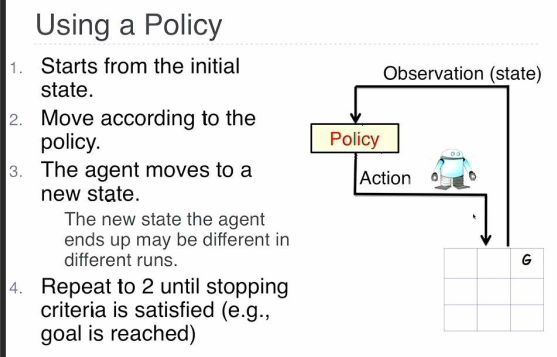 Using a Policy
1. Starts from the initial
state.
2. Move according to the
policy.
3. The agent moves to a
new state.
The new state the agent
ends up may be different in
different runs.
4. Repeat to 2 until stopping
criteria is satisfied (e.g.,
goal is reached)
Observation (state)
Policy
Action
G